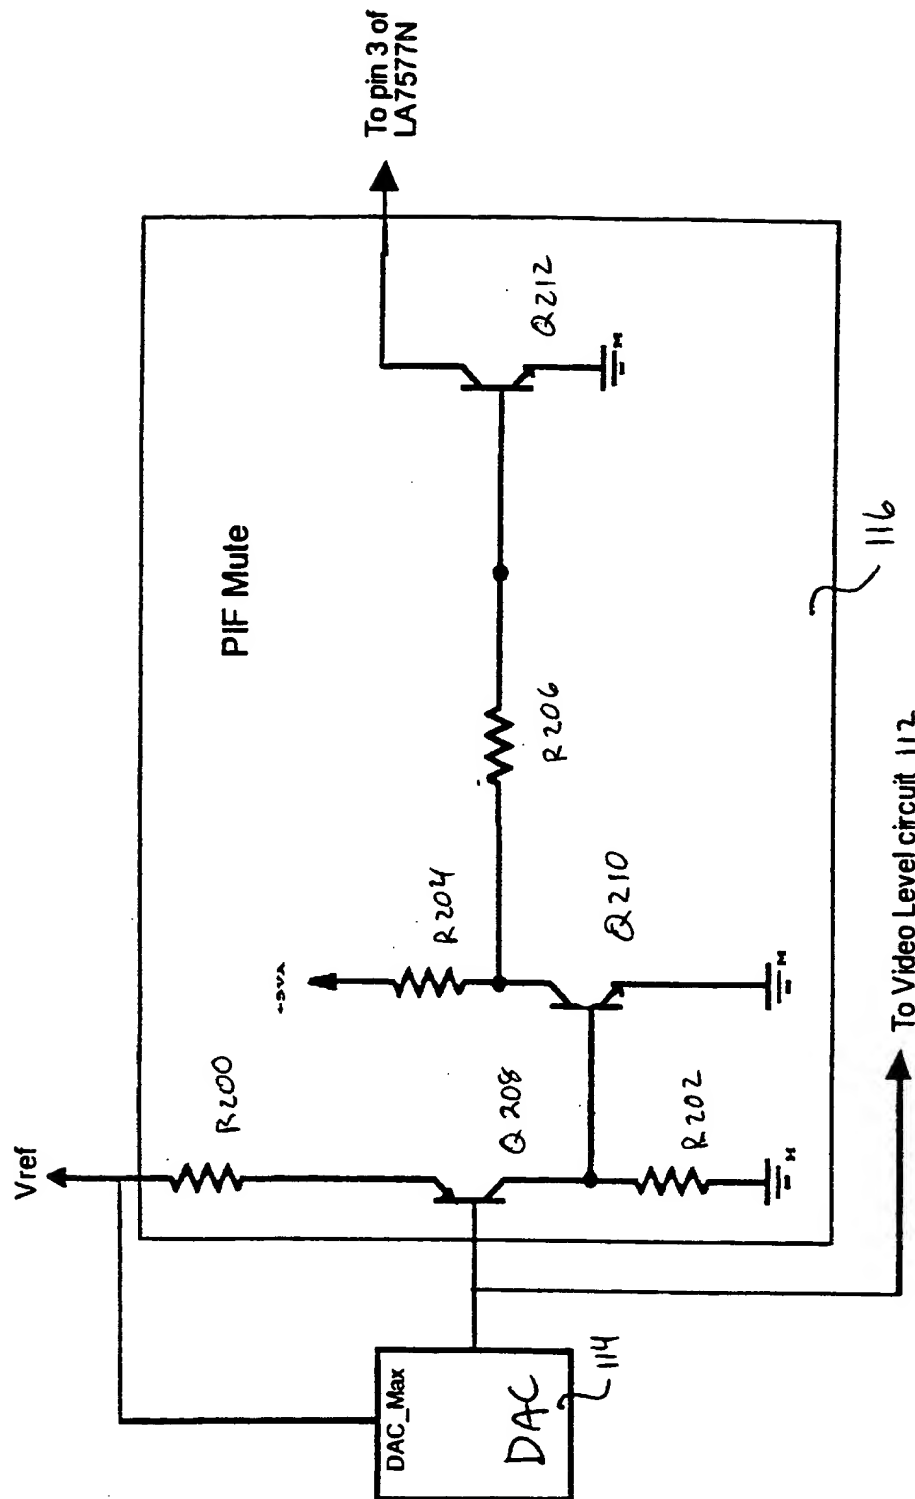 Vref
DAC_Max
DAC
114
PIF Mute
R200
Q208
R202
R204
Q210
R206
Q212
116
To pin 3 of
LA7577N
To Video Level circuit 112